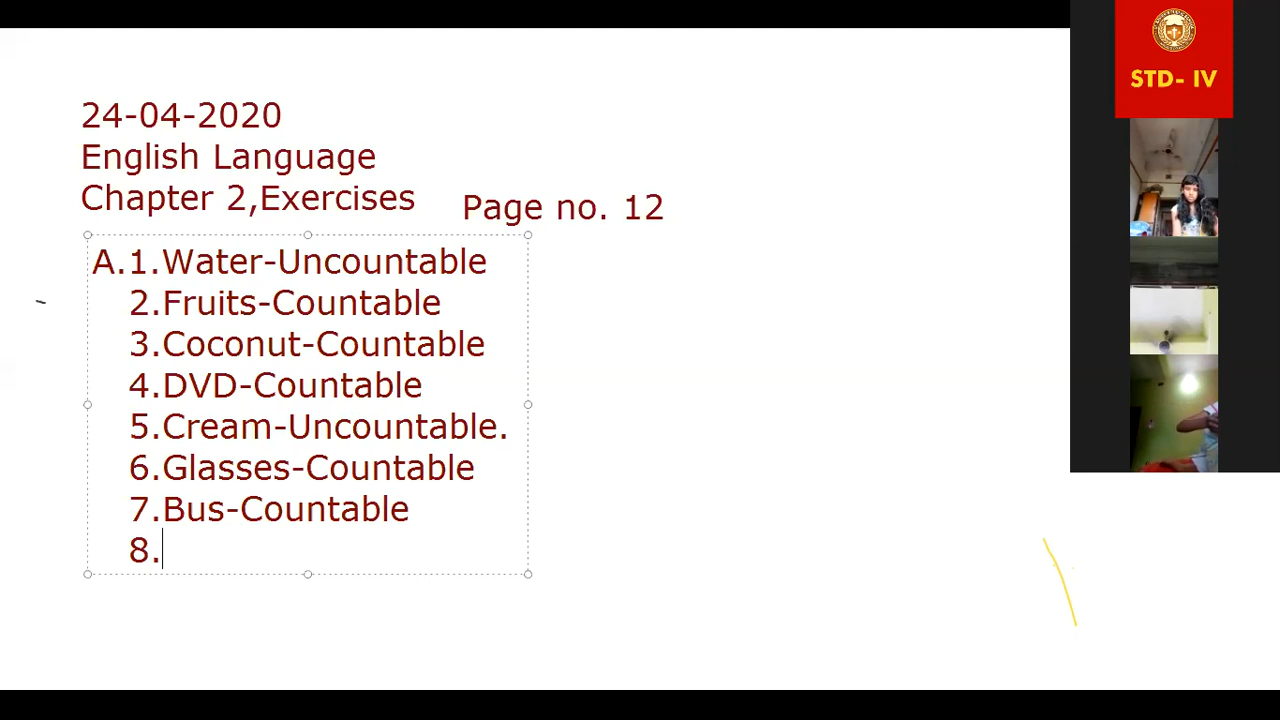 24-04-2020
English Language
Chapter 2,Exercises
Page no. 12
A.1.Water-Uncountable
2.Fruits-Countable
3.Coconut-Countable
4.DVD-Countable
5.Cream-Uncountable.
6.Glasses-Countable
7.Bus-Countable
8.
STD- IV